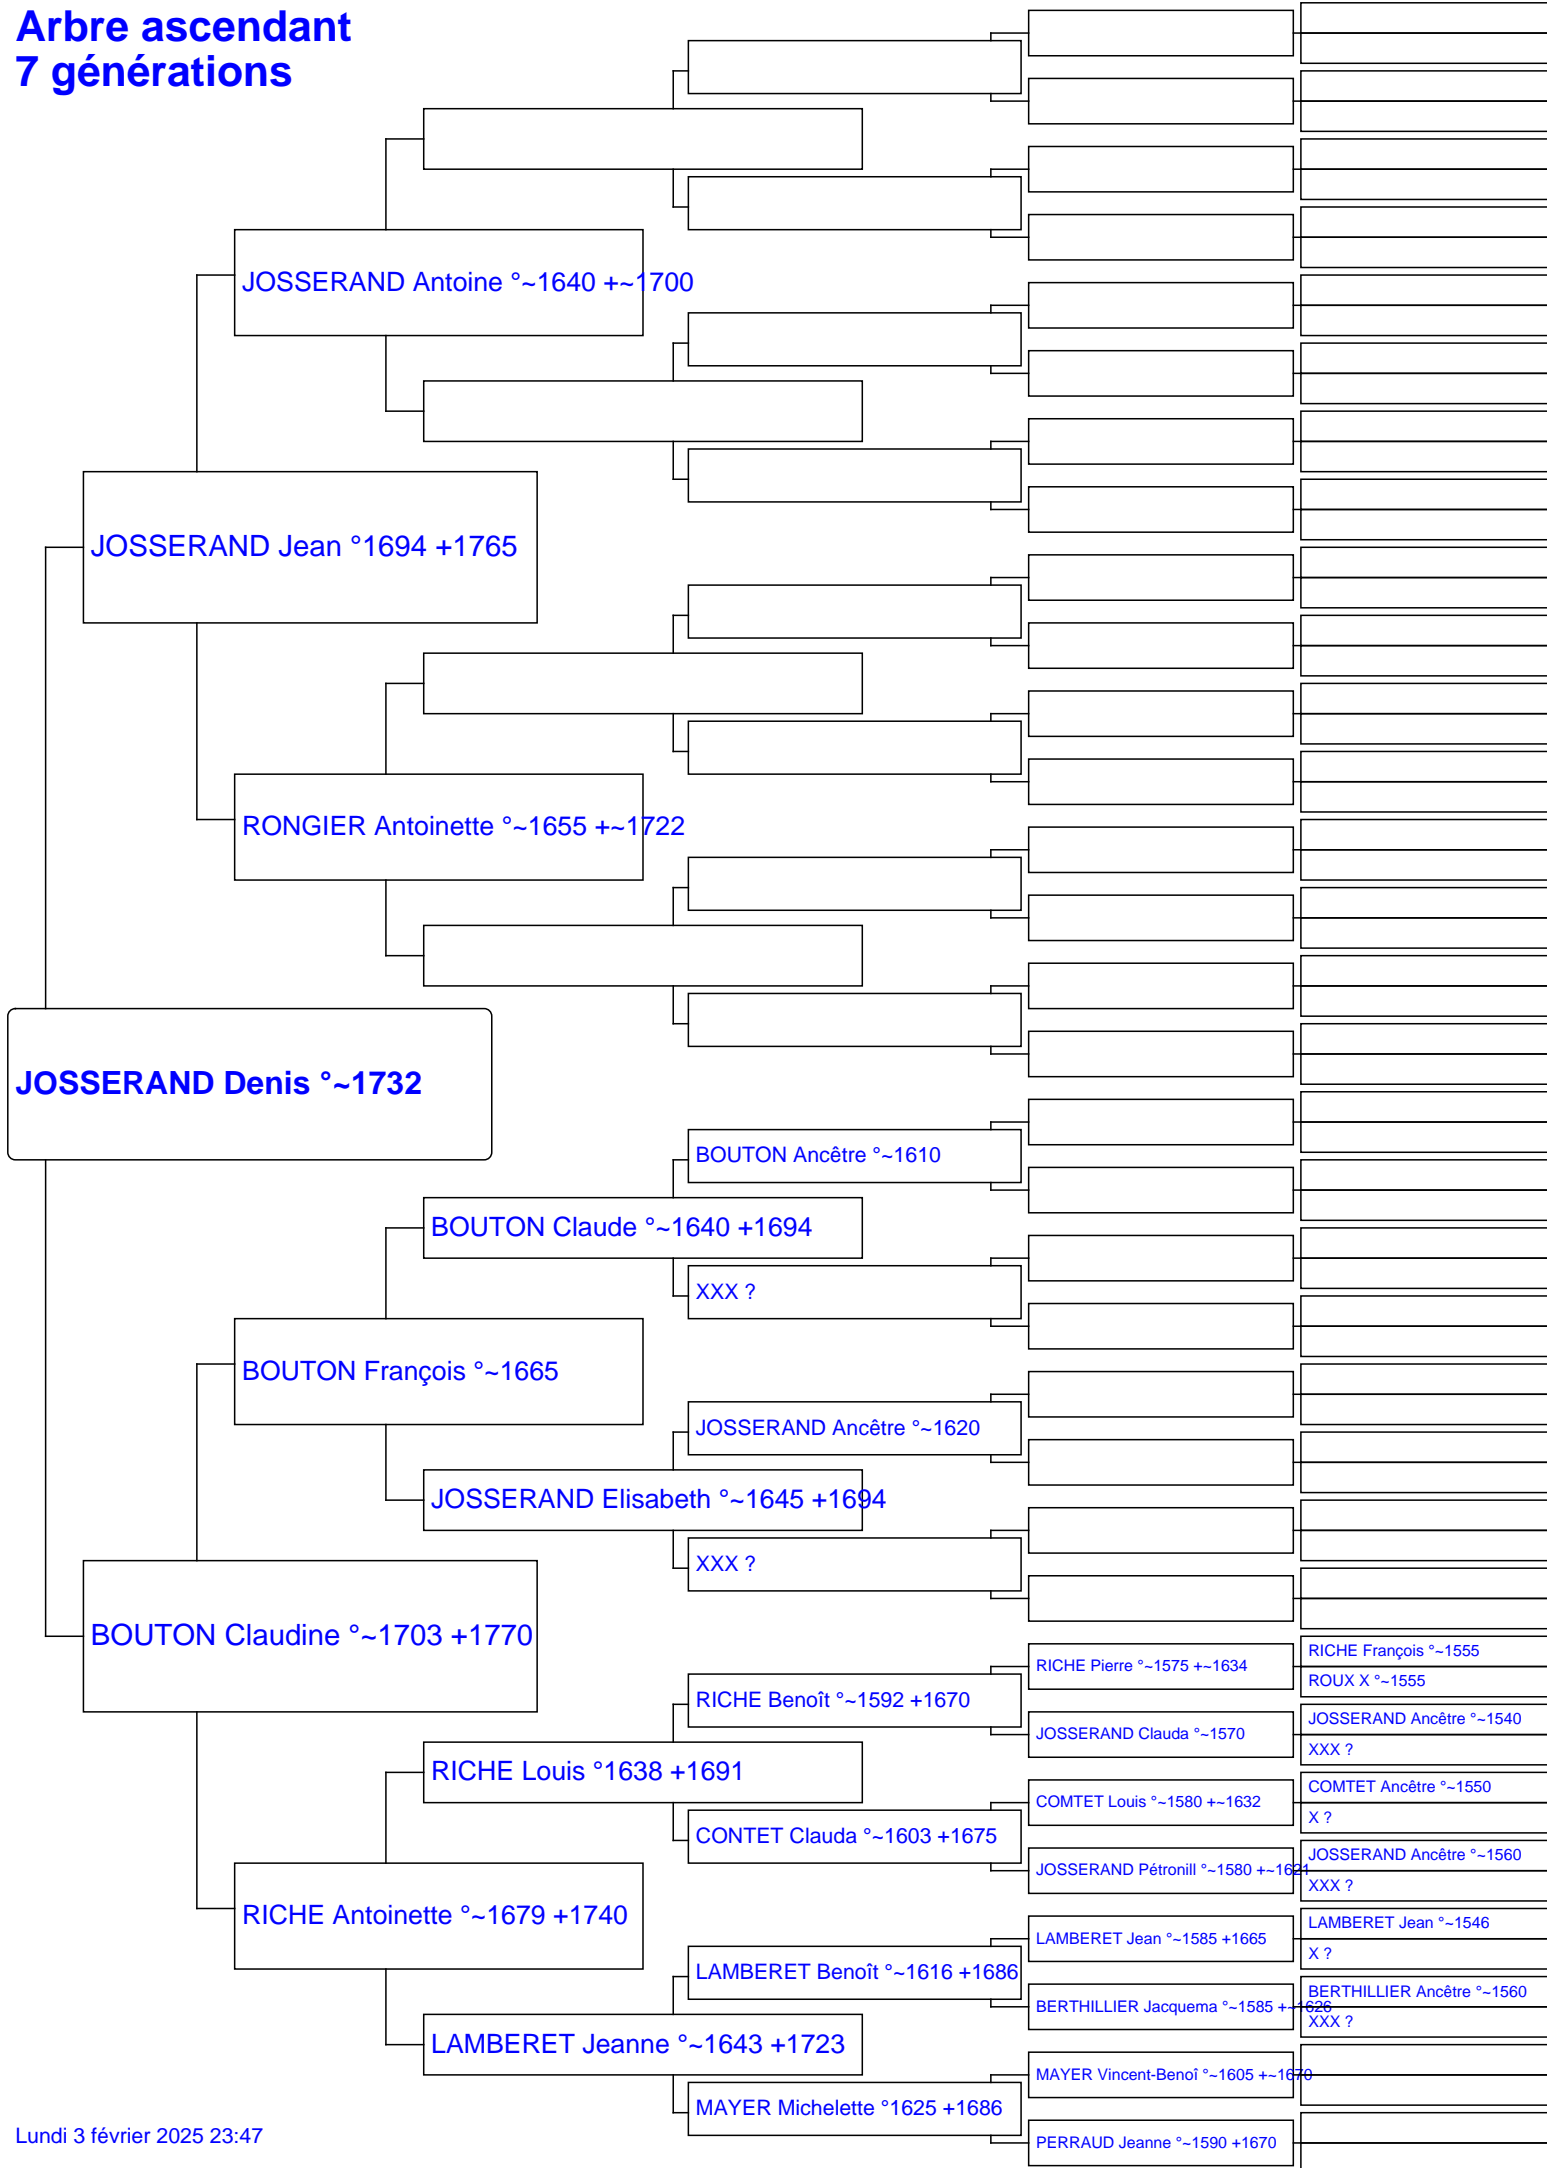 Arbre ascendant
7 générations
JOSSERAND Antoine °~1640 +~1700
JOSSERAND Jean °1694 +1765
RONGIER Antoinette °~1655 +~1722
JOSSERAND Denis °~1732
BOUTON Ancêtre °~1610
BOUTON Claude °~1640 +1694
XXX ?
BOUTON François °~1665
JOSSERAND Ancêtre °~1620
JOSSERAND Elisabeth °~1645 +1694
XXX ?
BOUTON Claudine °~1703 +1770
RICHE François °~1555
RICHE Pierre °~1575 +~1634
ROUX X °~1555
RICHE Benoît °~1592 +1670
JOSSERAND Ancêtre °~1540
JOSSERAND Clauda °~1570
XXX ?
RICHE Louis °1638 +1691
COMTET Ancêtre °~1550
COMTET Louis °~1580 +~1632
X ?
CONTET Clauda °~1603 +1675
JOSSERAND Ancêtre °~1560
JOSSERAND Pétronill °~1580 +~1621
XXX ?
RICHE Antoinette °~1679 +1740
LAMBERET Jean °~1546
LAMBERET Jean °~1585 +1665
X ?
LAMBERET Benoît °~1616 +1686
BERTHILLIER Ancêtre °~1560
BERTHILLIER Jacquema °~1585 +~1626
XXX ?
LAMBERET Jeanne °~1643 +1723
MAYER Vincent-Benoî °~1605 +~1670
MAYER Michelette °1625 +1686
PERRAUD Jeanne °~1590 +1670
Lundi 3 février 2025 23:47